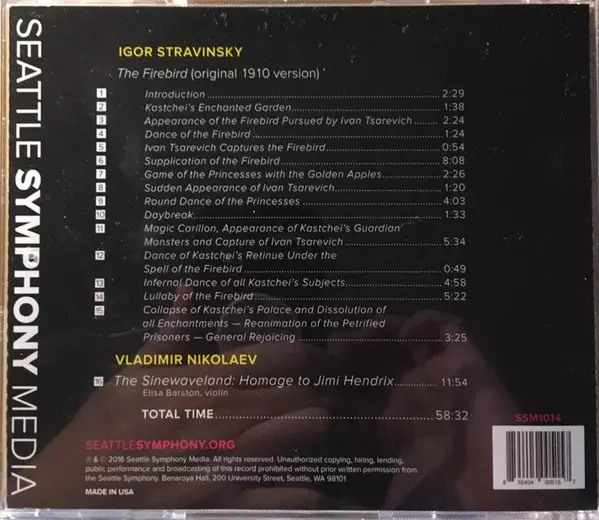 SEATTLE SYMPHONY MEDIA
IGOR STRAVINSKY
The Firebird (original 1910 version)
1 Introduction 2:29
2 Kastchei's Enchanted Garden 1:38
3 Appearance of the Firebird Pursued by Ivan Tsarevich 2:24
4 Dance of the Firebird 1:24
5 Ivan Tsarevich Captures the Firebird 0:54
6 Supplication of the Firebird 8:08
7 Game of the Princesses with the Golden Apples 2:26
8 Sudden Appearance of Ivan Tsarevich 1:20
9 Round Dance of the Princesses 4:03
10 Daybreak 1:33
11 Magic Carillon, Appearance of Kastchei's Guardian
Monsters and Capture of Ivan Tsarevich 5:34
12 Dance of Kastchei's Retinue Under the
Spell of the Firebird 0:49
13 Infernal Dance of all Kastchei's Subjects 4:58
14 Lullaby of the Firebird 5:22
15 Collapse of Kastchei's Palace and Dissolution of
all Enchantments — Reanimation of the Petrified
Prisoners — General Rejoicing 3:25
VLADIMIR NIKOLAEV
16 The Sinewaveland: Homage to Jimi Hendrix 11:54
Elisa Barston, violin
TOTAL TIME 58:32
SSM1014
SEATTLESYMPHONY.ORG
℗ & © 2016 Seattle Symphony Media. All rights reserved. Unauthorized copying, hiring, lending,
public performance and broadcasting of this record prohibited without prior written permission from
the Seattle Symphony. Benaroya Hall, 200 University Street, Seattle, WA 98101
MADE IN USA
8 55404 00515 7